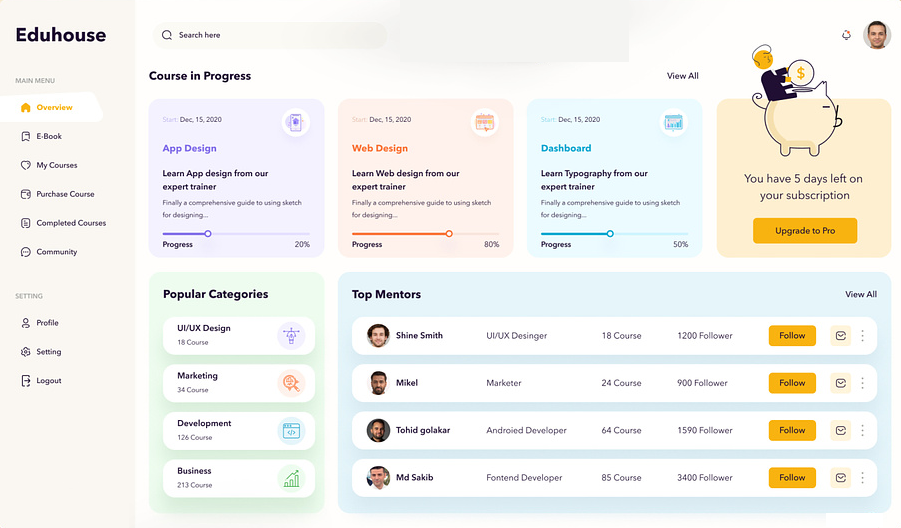 Eduhouse
Search here
MAIN MENU
Overview
E-Book
My Courses
Purchase Course
Completed Courses
Community
SETTING
Profile
Setting
Logout
Course in Progress
View All
Start: Dec, 15, 2020
App Design
Learn App design from our
expert trainer
Finally a comprehensive guide to using sketch
for designing...
Progress 20%
Start: Dec, 15, 2020
Web Design
Learn Web design from our
expert trainer
Finally a comprehensive guide to using sketch
for designing...
Progress 80%
Start: Dec, 15, 2020
Dashboard
Learn Typography from our
expert trainer
Finally a comprehensive guide to using sketch
for designing...
Progress 50%
$
You have 5 days left on
your subscription
Upgrade to Pro
Popular Categories
UI/UX Design
18 Course
Marketing
34 Course
Development
126 Course
Business
213 Course
Top Mentors
View All
Shine Smith UI/UX Desinger 18 Course 1200 Follower Follow
Mikel Marketer 24 Course 900 Follower Follow
Tohid golakar Androied Developer 64 Course 1590 Follower Follow
Md Sakib Fontend Developer 85 Course 3400 Follower Follow